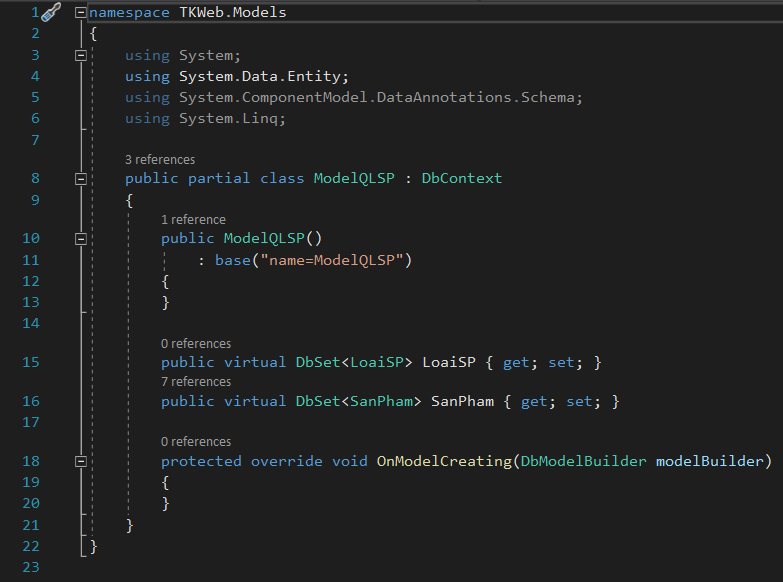 1 namespace TKWeb.Models
2 {
3 using System;
4 using System.Data.Entity;
5 using System.ComponentModel.DataAnnotations.Schema;
6 using System.Linq;
7
3 references
8 public partial class ModelQLSP : DbContext
9 {
1 reference
10 public ModelQLSP()
11 : base("name=ModelQLSP")
12 {
13 }
14
0 references
15 public virtual DbSet<LoaiSP> LoaiSP { get; set; }
7 references
16 public virtual DbSet<SanPham> SanPham { get; set; }
17
0 references
18 protected override void OnModelCreating(DbModelBuilder modelBuilder)
19 {
20 }
21 }
22 }
23